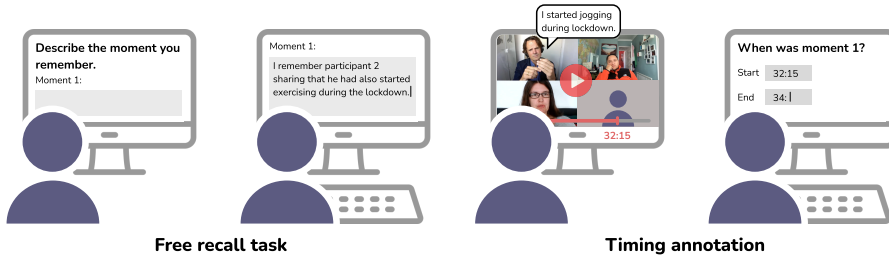 Describe the moment you
remember.
Moment 1:
Moment 1:
I remember participant 2
sharing that he had also started
exercising during the lockdown.
I started jogging
during lockdown.
32:15
When was moment 1?
Start 32:15
End 34:
Free recall task
Timing annotation